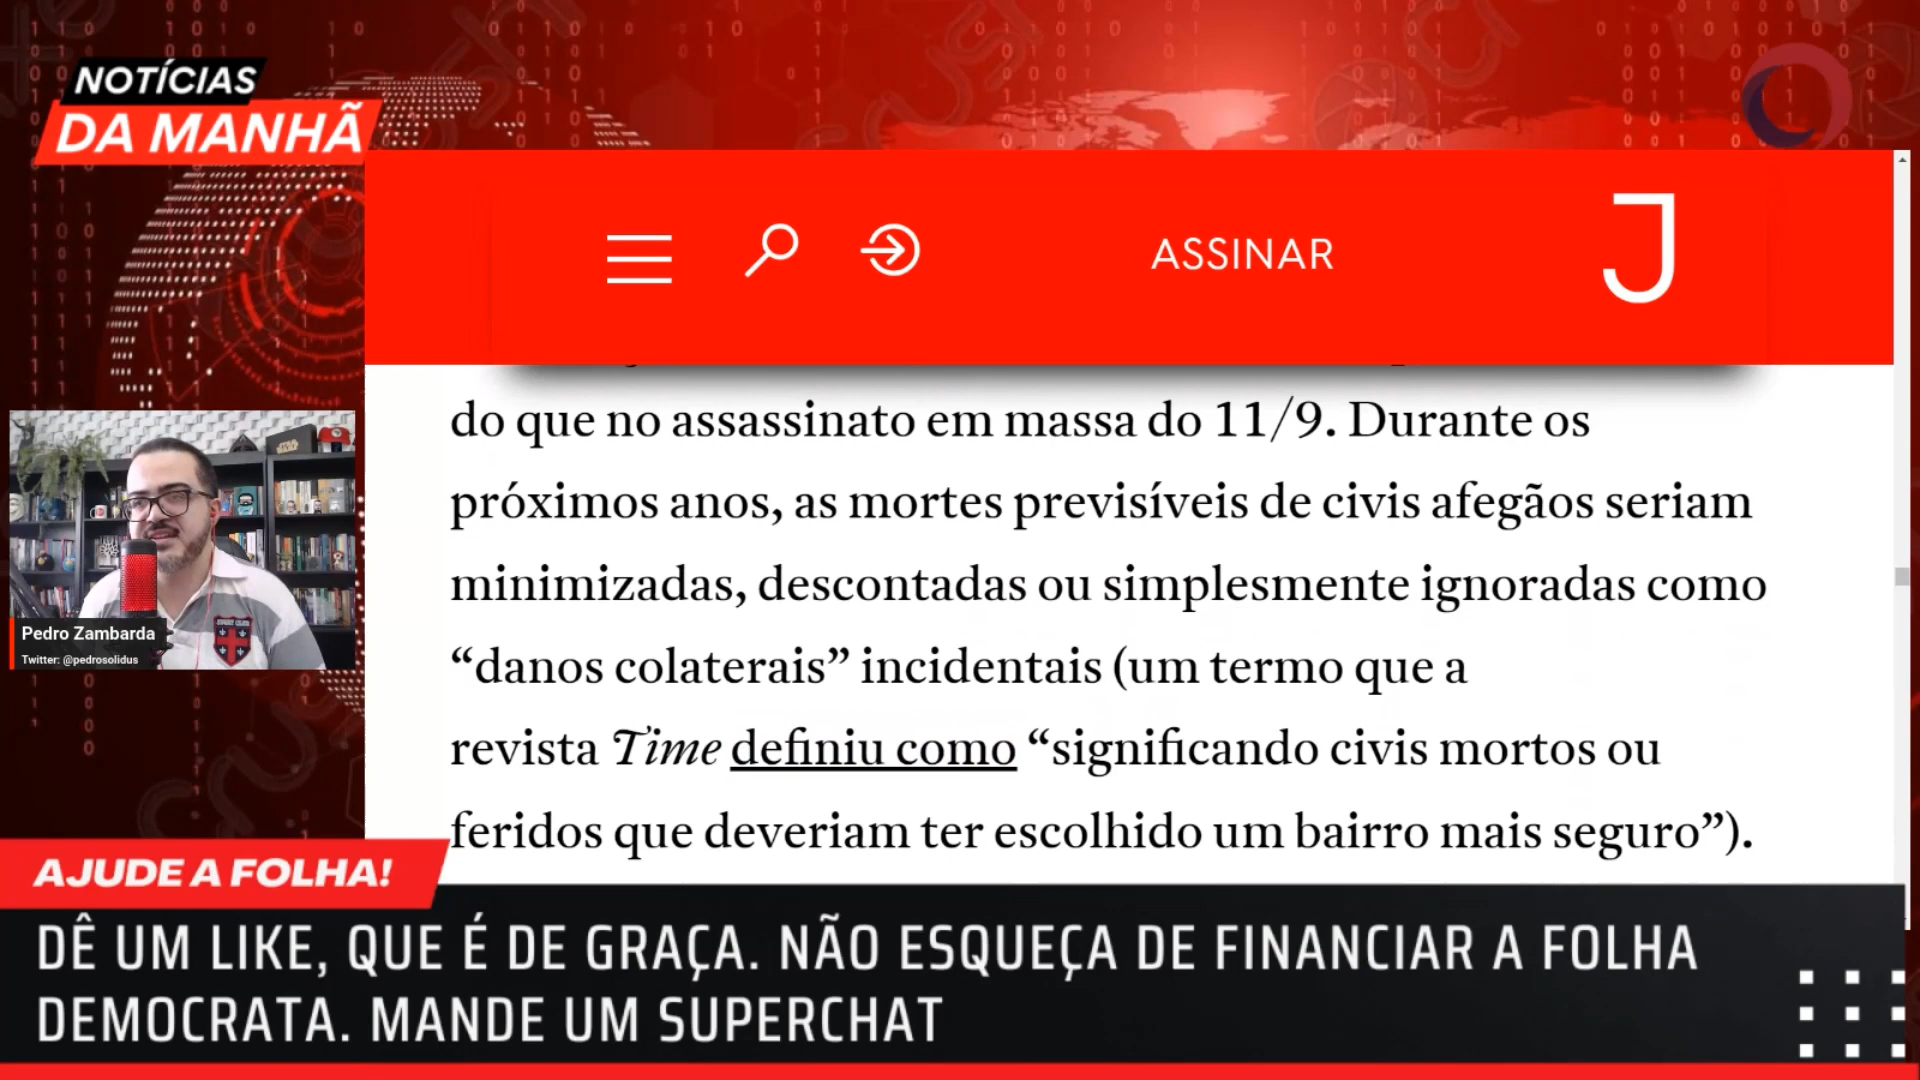 NOTÍCIAS
DA MANHÃ
ASSINAR
J
do que no assassinato em massa do 11/9. Durante os
próximos anos, as mortes previsíveis de civis afegãos seriam
minimizadas, descontadas ou simplesmente ignoradas como
“danos colaterais” incidentais (um termo que a
revista Time definiu como “significando civis mortos ou
feridos que deveriam ter escolhido um bairro mais seguro”).
Pedro Zambarda
Twitter: @pedrosolidus
AJUDE A FOLHA!
DÊ UM LIKE, QUE É DE GRAÇA. NÃO ESQUEÇA DE FINANCIAR A FOLHA
DEMOCRATA. MANDE UM SUPERCHAT